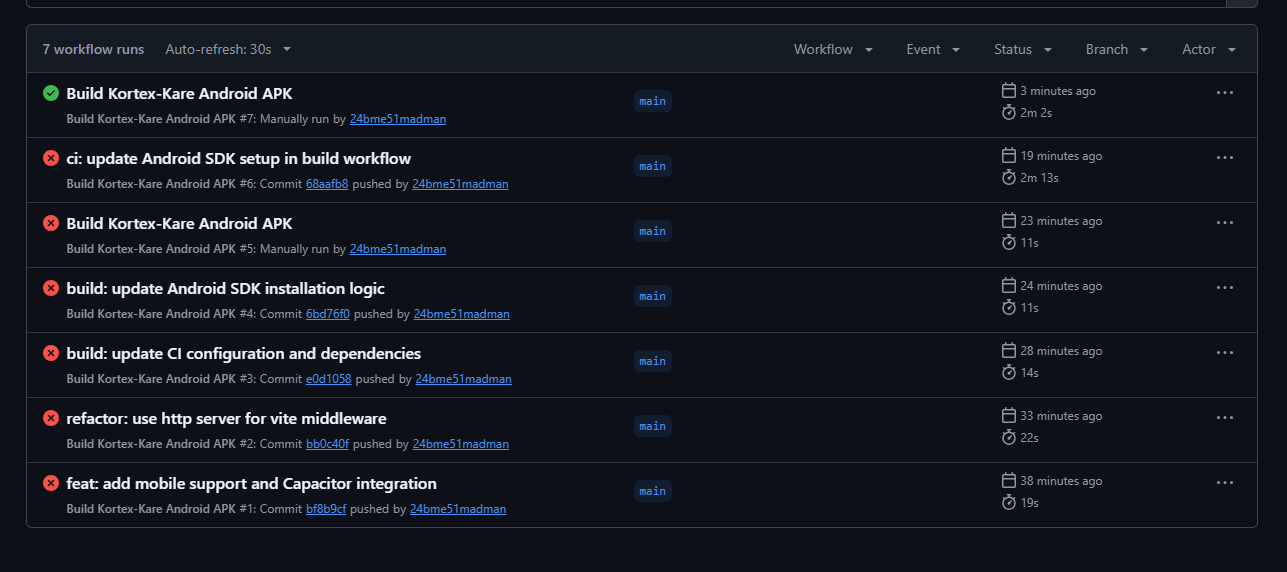 7 workflow runs Auto-refresh: 30s Workflow Event Status Branch Actor
Build Kortex-Kare Android APK main 3 minutes ago
Build Kortex-Kare Android APK #7: Manually run by 24bme51madman 2m 2s
ci: update Android SDK setup in build workflow main 19 minutes ago
Build Kortex-Kare Android APK #6: Commit 68aafb8 pushed by 24bme51madman 2m 13s
Build Kortex-Kare Android APK main 23 minutes ago
Build Kortex-Kare Android APK #5: Manually run by 24bme51madman 11s
build: update Android SDK installation logic main 24 minutes ago
Build Kortex-Kare Android APK #4: Commit 6bd76f0 pushed by 24bme51madman 11s
build: update CI configuration and dependencies main 28 minutes ago
Build Kortex-Kare Android APK #3: Commit e0d1058 pushed by 24bme51madman 14s
refactor: use http server for vite middleware main 33 minutes ago
Build Kortex-Kare Android APK #2: Commit bb0c40f pushed by 24bme51madman 22s
feat: add mobile support and Capacitor integration main 38 minutes ago
Build Kortex-Kare Android APK #1: Commit bf8b9cf pushed by 24bme51madman 19s